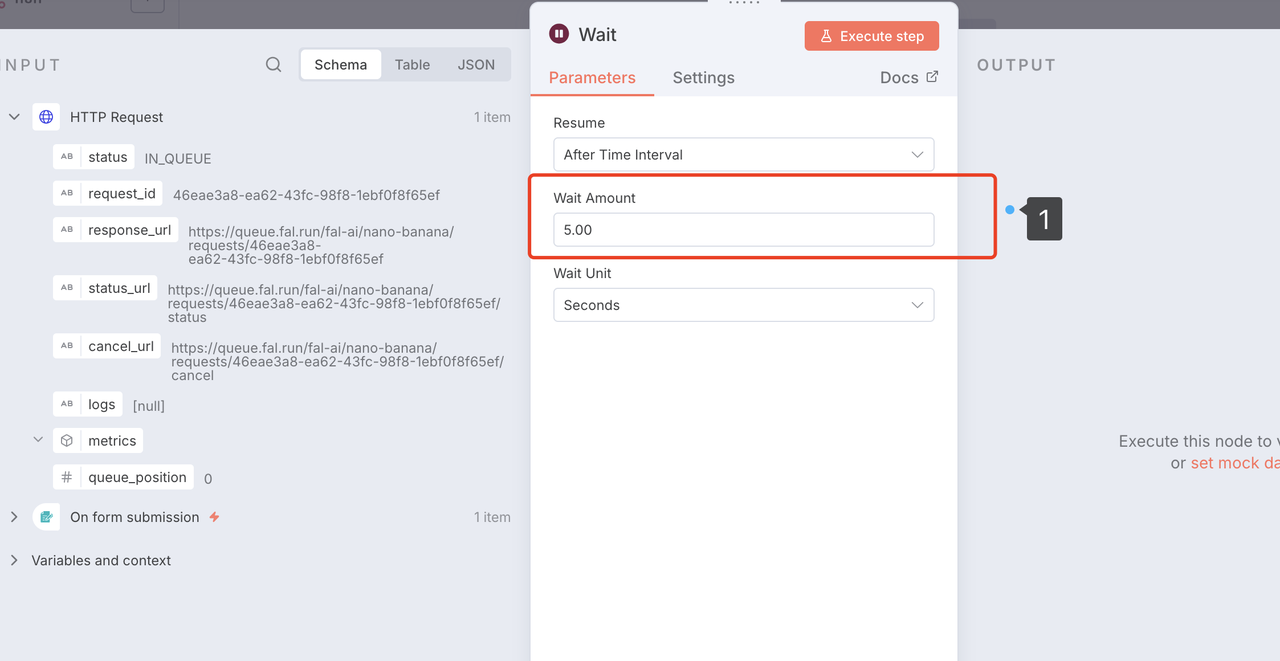 Wait
Execute step
INPUT
Schema
Table
JSON
Parameters
Settings
Docs
OUTPUT
HTTP Request
1 item
Resume
After Time Interval
AB status IN_QUEUE
AB request_id 46eae3a8-ea62-43fc-98f8-1ebf0f8f65ef
Wait Amount
5.00
1
AB response_url https://queue.fal.run/fal-ai/nano-banana/
requests/46eae3a8-
ea62-43fc-98f8-1ebf0f8f65ef
Wait Unit
Seconds
AB status_url https://queue.fal.run/fal-ai/nano-banana/
requests/46eae3a8-ea62-43fc-98f8-1ebf0f8f65ef/
status
AB cancel_url https://queue.fal.run/fal-ai/nano-banana/
requests/46eae3a8-ea62-43fc-98f8-1ebf0f8f65ef/
cancel
AB logs [null]
metrics
# queue_position 0
Execute this node to
or set mock da
On form submission
1 item
Variables and context